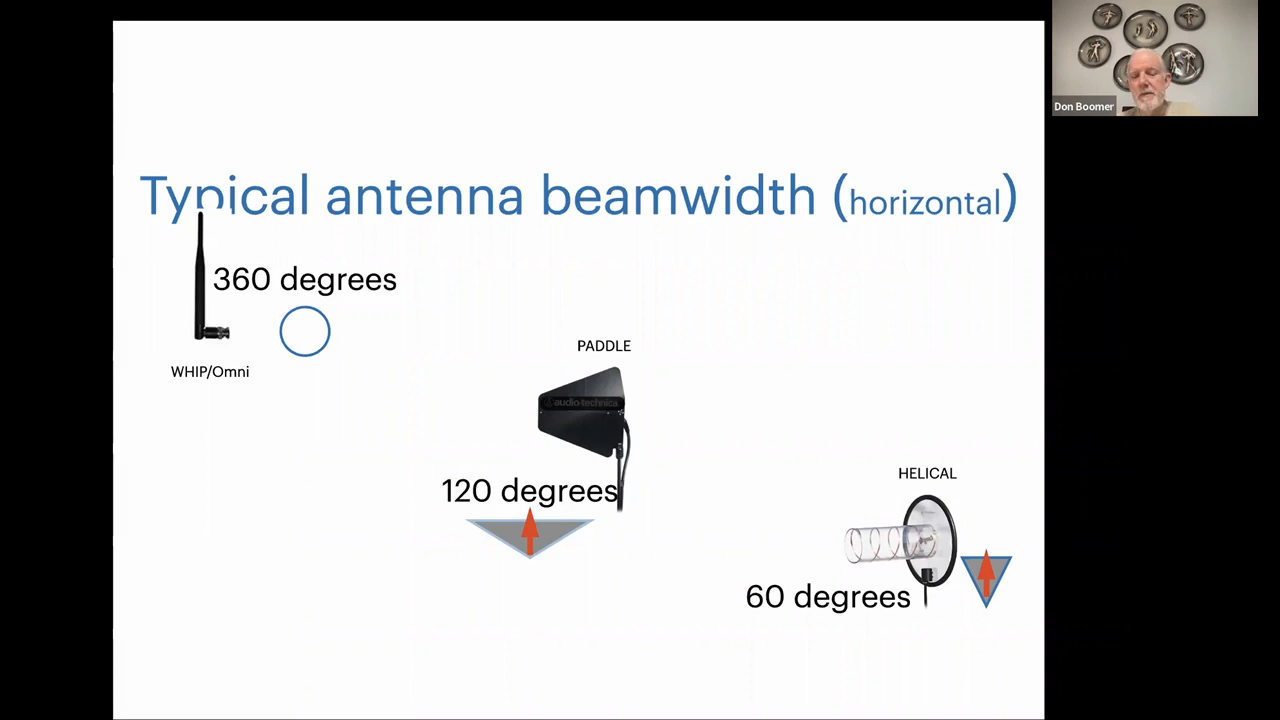 Typical antenna beamwidth (horizontal)
360 degrees
WHIP/Omni
PADDLE
audio-technica
120 degrees
HELICAL
60 degrees
Don Boomer